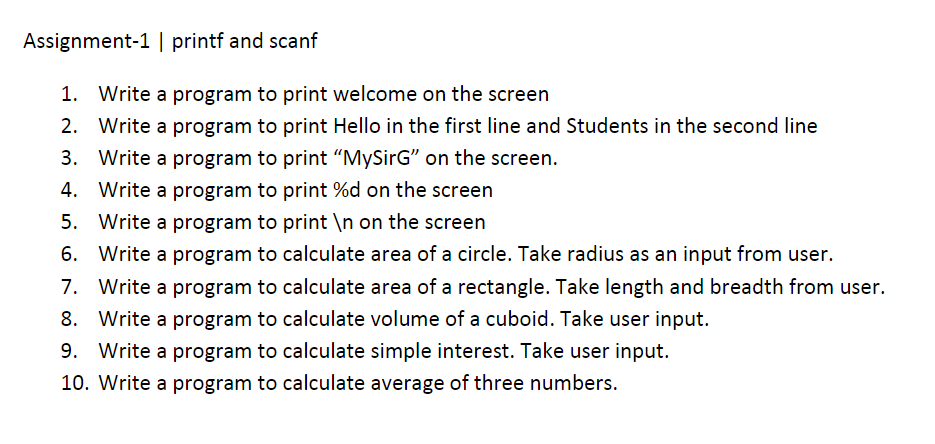 Assignment-1 | printf and scanf
1. Write a program to print welcome on the screen
2. Write a program to print Hello in the first line and Students in the second line
3. Write a program to print “MySirG” on the screen.
4. Write a program to print %d on the screen
5. Write a program to print \n on the screen
6. Write a program to calculate area of a circle. Take radius as an input from user.
7. Write a program to calculate area of a rectangle. Take length and breadth from user.
8. Write a program to calculate volume of a cuboid. Take user input.
9. Write a program to calculate simple interest. Take user input.
10. Write a program to calculate average of three numbers.